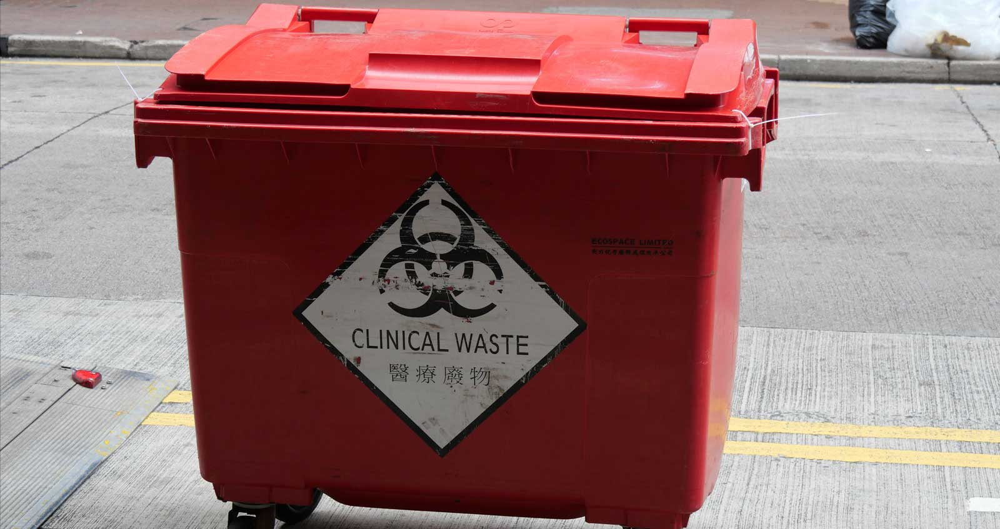 ECOSPACE LIMITED
CLINICAL WASTE
醫療廢物